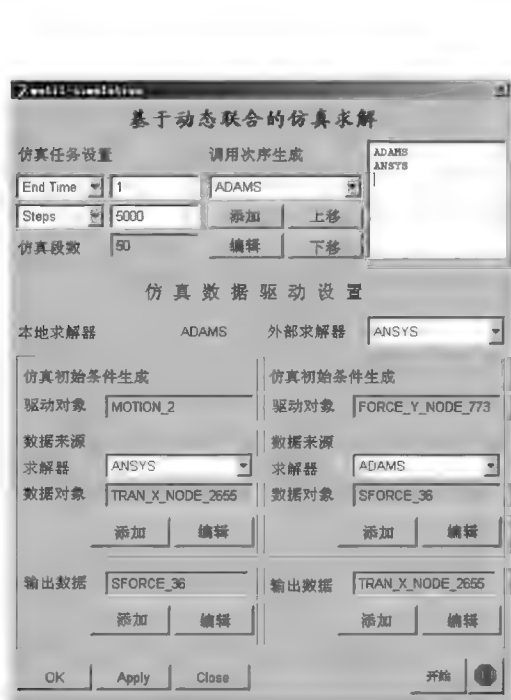 基于动态联合的仿真求解
仿真任务设置 调用次序生成
ADAMS
ANSYS
End Time 1 ADAMS
Steps 5000 添加 上移
仿真段数 50 编辑 下移
仿真数据驱动设置
本地求解器 ADAMS 外部求解器 ANSYS
仿真初始条件生成
驱动对象 MOTION_2
数据来源
求解器 ANSYS
数据对象 TRAN_X_NODE_2655
添加 编辑
输出数据 SFORCE_36
添加 编辑
仿真初始条件生成
驱动对象 FORCE_Y_NODE_773
数据来源
求解器 ADAMS
数据对象 SFORCE_36
添加 编辑
输出数据 TRAN_X_NODE_2655
添加 编辑
OK Apply Close 开始